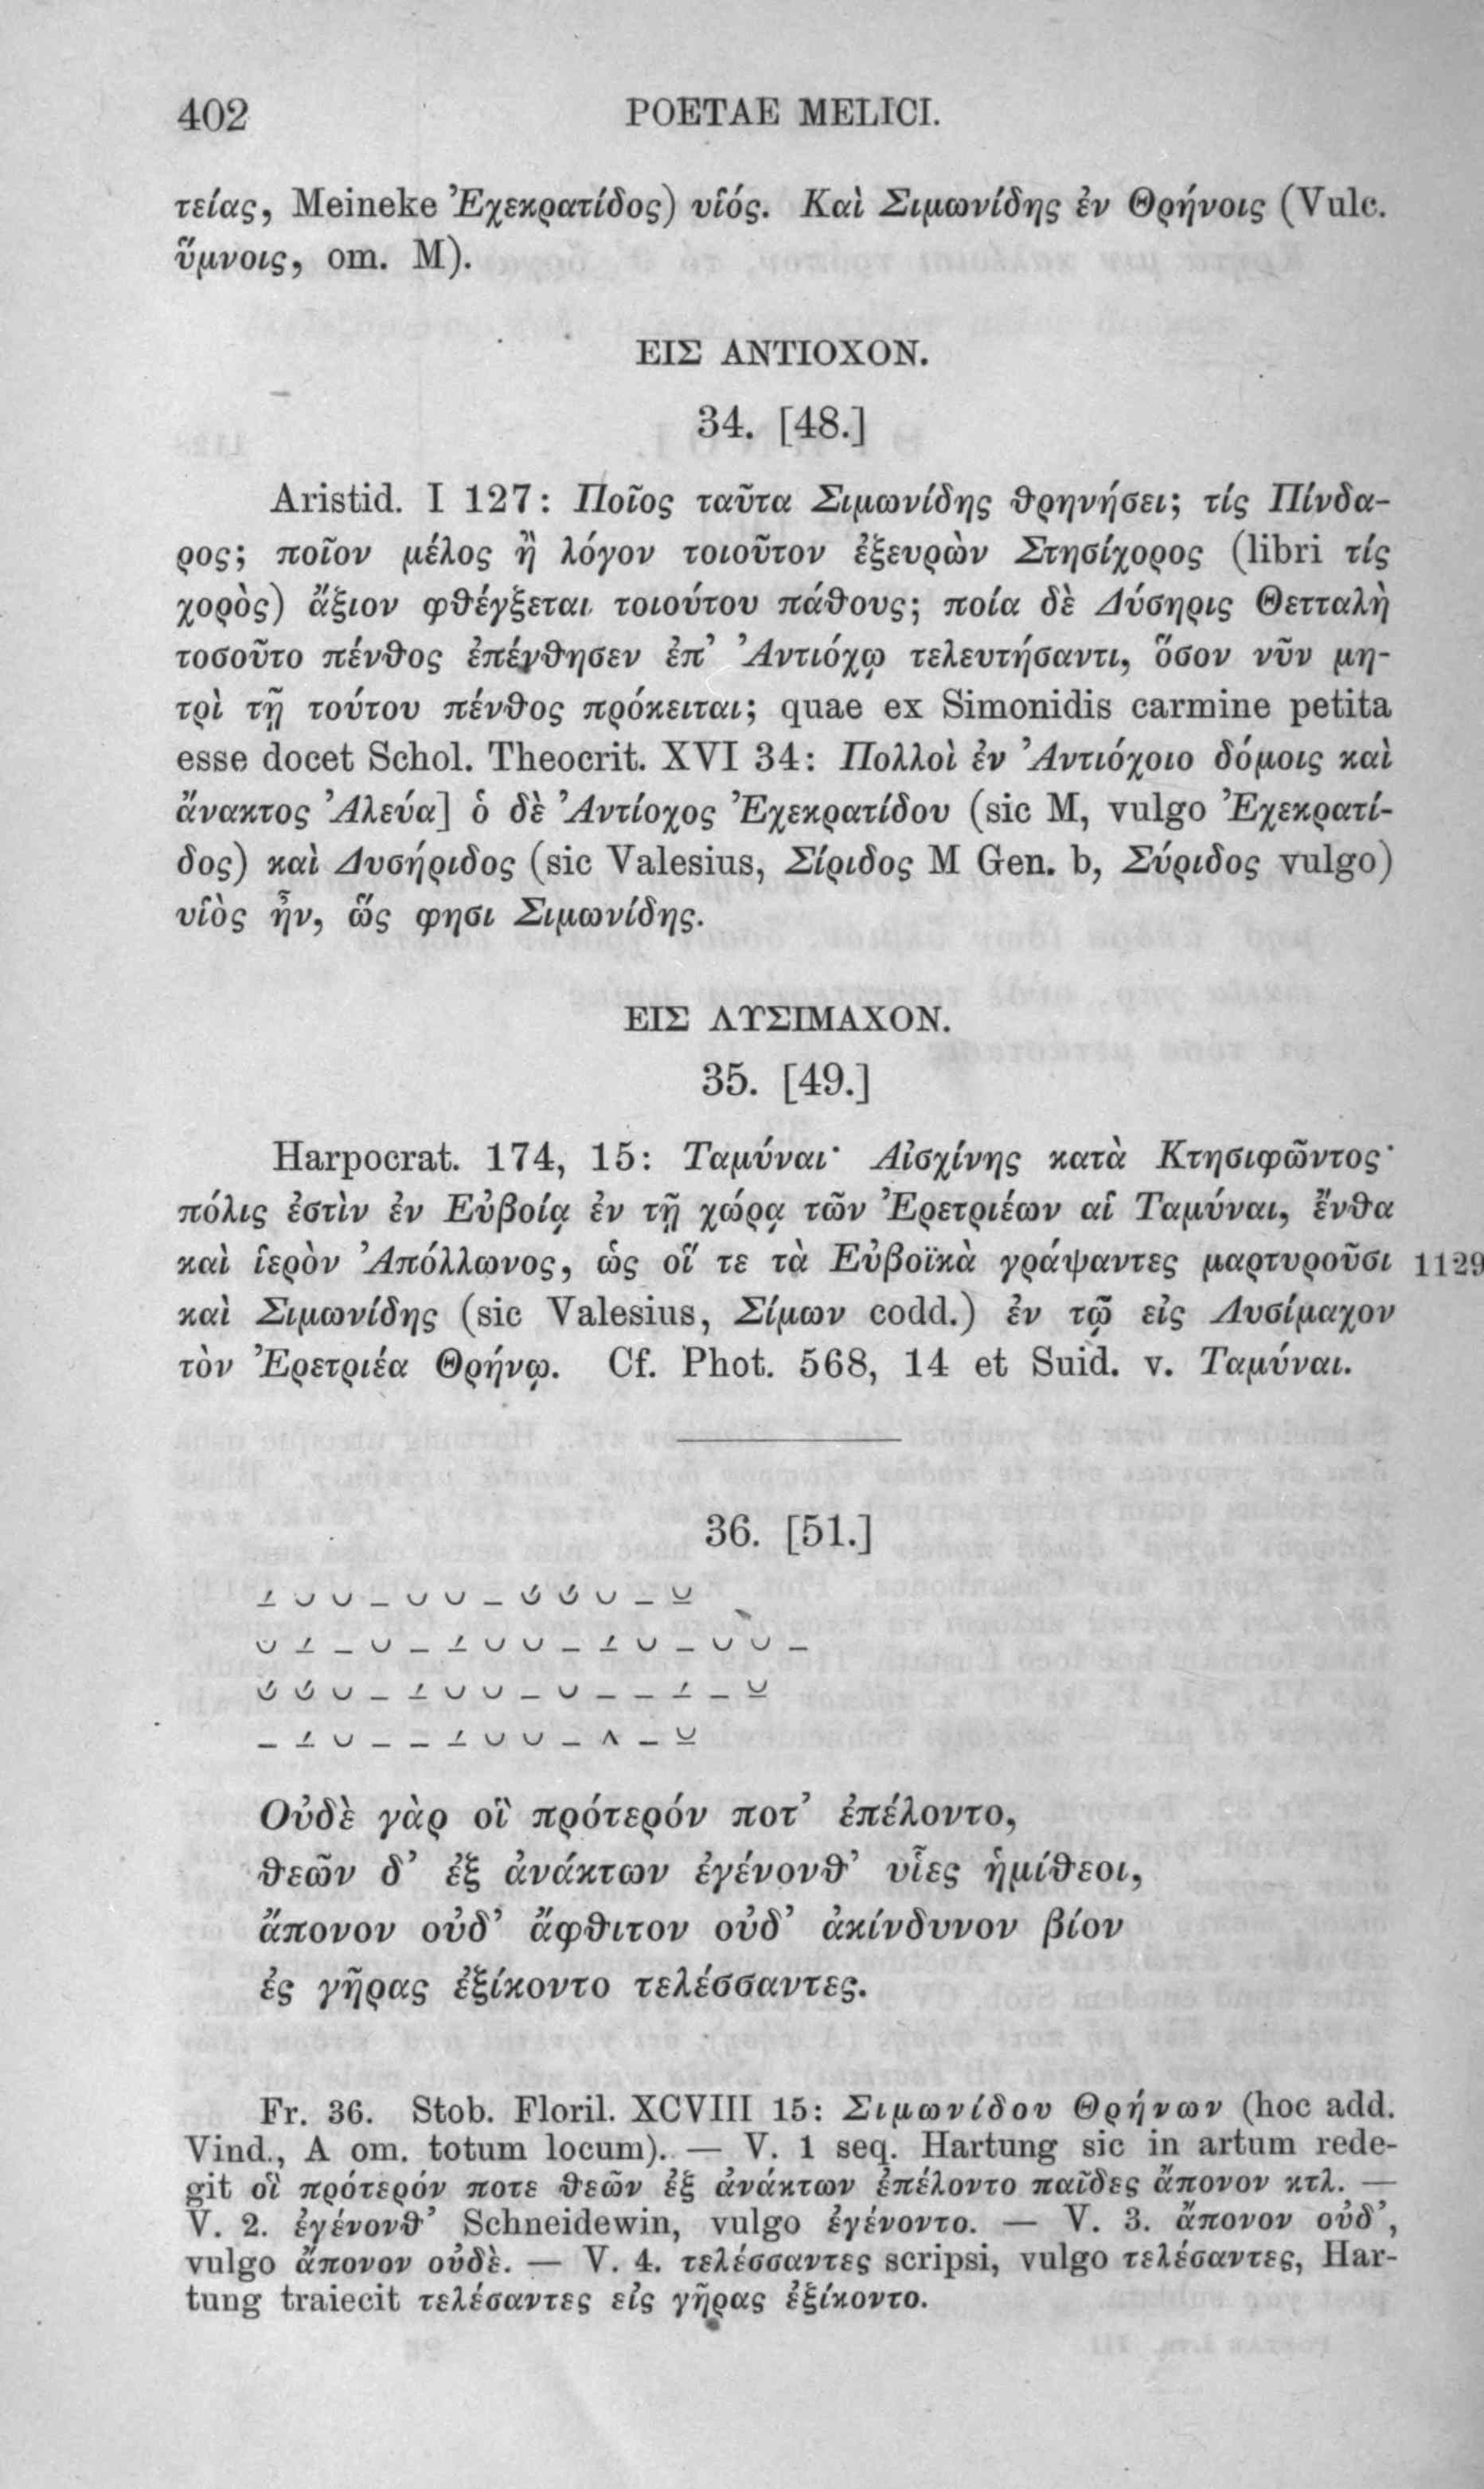 402 POETAE MELICI.
τείας, Meineke Ἐχεκρατίδος) υἱός. Καὶ Σιμωνίδης ἐν Θρήνοις (Vulc.
ὕμνοις, om. M).
ΕΙΣ ΑΝΤΙΟΧΟΝ.
34. [48.]
Aristid. I 127: Ποῖος ταῦτα Σιμωνίδης θρηνήσει; τίς Πίνδα-
ρος; ποῖον μέλος ἢ λόγον τοιοῦτον ἐξευρὼν Στησίχορος (libri τίς
χορὸς) ἄξιον φθέγξεται τοιούτου πάθους; ποία δὲ Δύσηρις Θετταλὴ
τοσοῦτο πένθος ἐπένθησεν ἐπ’ Ἀντιόχῳ τελευτήσαντι, ὅσον νῦν μη-
τρὶ τῇ τούτου πένθος πρόκειται; quae ex Simonidis carmine petita
esse docet Schol. Theocrit. XVI 34: Πολλοὶ ἐν Ἀντιόχοιο δόμοις καὶ
ἄνακτος Ἀλεύα] ὁ δὲ Ἀντίοχος Ἐχεκρατίδου (sic M, vulgo Ἐχεκρατί-
δος) καὶ Δυσήριδος (sic Valesius, Σίριδος M Gen. b, Σύριδος vulgo)
υἱὸς ἦν, ὥς φησι Σιμωνίδης.
ΕΙΣ ΛΥΣΙΜΑΧΟΝ.
35. [49.]
Harpocrat. 174, 15: Ταμύναι· Αἰσχίνης κατὰ Κτησιφῶντος·
πόλις ἐστὶν ἐν Εὐβοίᾳ ἐν τῇ χώρᾳ τῶν Ἐρετριέων αἱ Ταμύναι, ἔνθα
καὶ ἱερὸν Ἀπόλλωνος, ὡς οἵ τε τὰ Εὐβοϊκὰ γράψαντες μαρτυροῦσι 1129
καὶ Σιμωνίδης (sic Valesius, Σίμων codd.) ἐν τῷ εἰς Λυσίμαχον
τὸν Ἐρετριέα Θρήνῳ. Cf. Phot. 568, 14 et Suid. v. Ταμύναι.
36. [51.]
Οὐδὲ γὰρ οἳ πρότερόν ποτ’ ἐπέλοντο,
θεῶν δ’ ἐξ ἀνάκτων ἐγένονθ’ υἷες ἡμίθεοι,
ἄπονον οὐδ’ ἄφθιτον οὐδ’ ἀκίνδυνον βίον
ἐς γῆρας ἐξίκοντο τελέσσαντες.
Fr. 36. Stob. Floril. XCVIII 15: Σιμωνίδου Θρήνων (hoc add.
Vind., A om. totum locum). — V. 1 seq. Hartung sic in artum rede-
git οἳ πρότερόν ποτε θεῶν ἐξ ἀνάκτων ἐπέλοντο παῖδες ἄπονον κτλ. —
V. 2. ἐγένονθ’ Schneidewin, vulgo ἐγένοντο. — V. 3. ἄπονον οὐδ’,
vulgo ἄπονον οὐδὲ. — V. 4. τελέσσαντες scripsi, vulgo τελέσαντες, Har-
tung traiecit τελέσαντες εἰς γῆρας ἐξίκοντο.